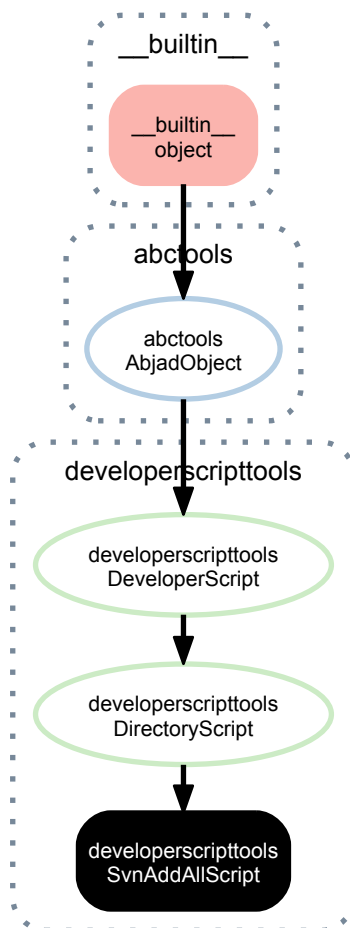 __builtin__
__builtin__
object
abctools
abctools
AbjadObject
developerscripttools
developerscripttools
DeveloperScript
developerscripttools
DirectoryScript
developerscripttools
SvnAddAllScript